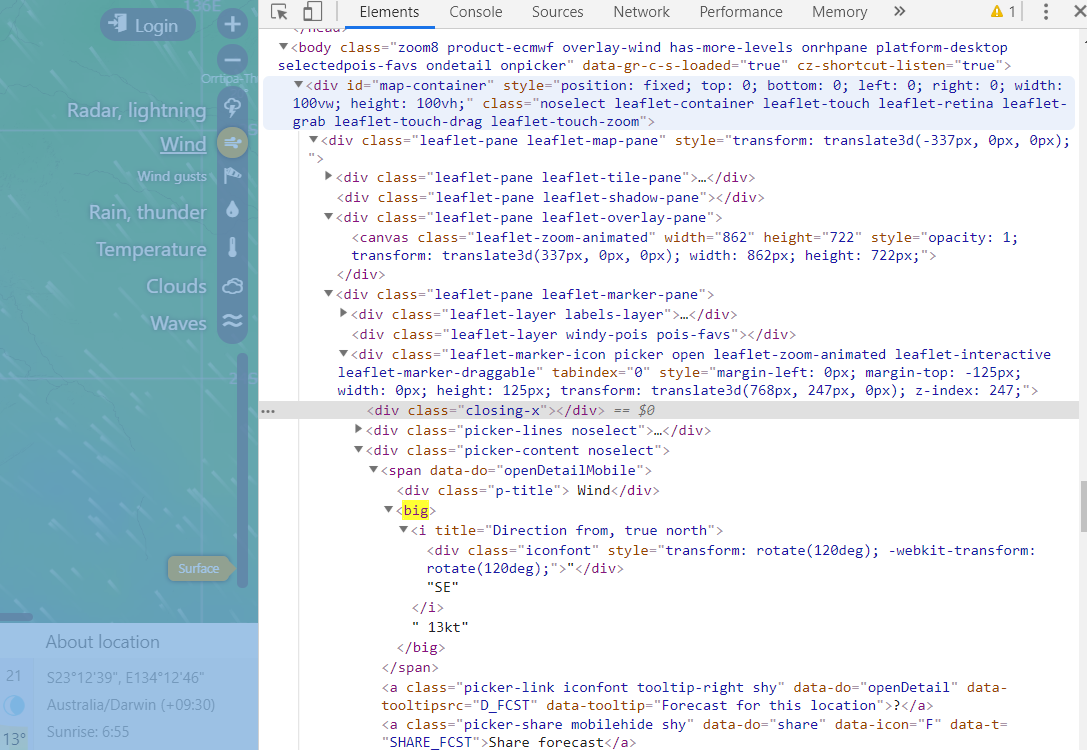 136E
Login
Radar, lightning
Wind
Wind gusts
Rain, thunder
Temperature
Clouds
Waves
Surface
About location
21
S23°12'39", E134°12'46"
Australia/Darwin (+09:30)
Sunrise: 6:55
13°
Elements Console Sources Network Performance Memory » 1
</head>
▼<body class="zoom8 product-ecmwf overlay-wind has-more-levels onrhpane platform-desktop
selectedpois-favs ondetail onpicker" data-gr-c-s-loaded="true" cz-shortcut-listen="true">
▼<div id="map-container" style="position: fixed; top: 0; bottom: 0; left: 0; right: 0; width:
100vw; height: 100vh;" class="noselect leaflet-container leaflet-touch leaflet-retina leaflet-
grab leaflet-touch-drag leaflet-touch-zoom">
▼<div class="leaflet-pane leaflet-map-pane" style="transform: translate3d(-337px, 0px, 0px);
">
▶<div class="leaflet-pane leaflet-tile-pane">…</div>
<div class="leaflet-pane leaflet-shadow-pane"></div>
▼<div class="leaflet-pane leaflet-overlay-pane">
<canvas class="leaflet-zoom-animated" width="862" height="722" style="opacity: 1;
transform: translate3d(337px, 0px, 0px); width: 862px; height: 722px;">
</div>
▼<div class="leaflet-pane leaflet-marker-pane">
▶<div class="leaflet-layer labels-layer">…</div>
<div class="leaflet-layer windy-pois pois-favs"></div>
▼<div class="leaflet-marker-icon picker open leaflet-zoom-animated leaflet-interactive
leaflet-marker-draggable" tabindex="0" style="margin-left: 0px; margin-top: -125px;
width: 0px; height: 125px; transform: translate3d(768px, 247px, 0px); z-index: 247;">
… <div class="closing-x"></div> == $0
▶<div class="picker-lines noselect">…</div>
▼<div class="picker-content noselect">
▼<span data-do="openDetailMobile">
<div class="p-title"> Wind</div>
▼<big>
▼<i title="Direction from, true north">
<div class="iconfont" style="transform: rotate(120deg); -webkit-transform:
rotate(120deg);">"</div>
"SE"
</i>
" 13kt"
</big>
</span>
<a class="picker-link iconfont tooltip-right shy" data-do="openDetail" data-
tooltipsrc="D_FCST" data-tooltip="Forecast for this location">?</a>
<a class="picker-share mobilehide shy" data-do="share" data-icon="F" data-t=
"SHARE_FCST">Share forecast</a>